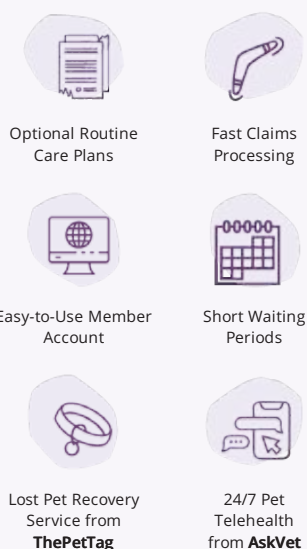 Optional Routine
Care Plans
Fast Claims
Processing
Easy-to-Use Member
Account
Short Waiting
Periods
Lost Pet Recovery
Service from
ThePetTag
24/7 Pet
Telehealth
from AskVet